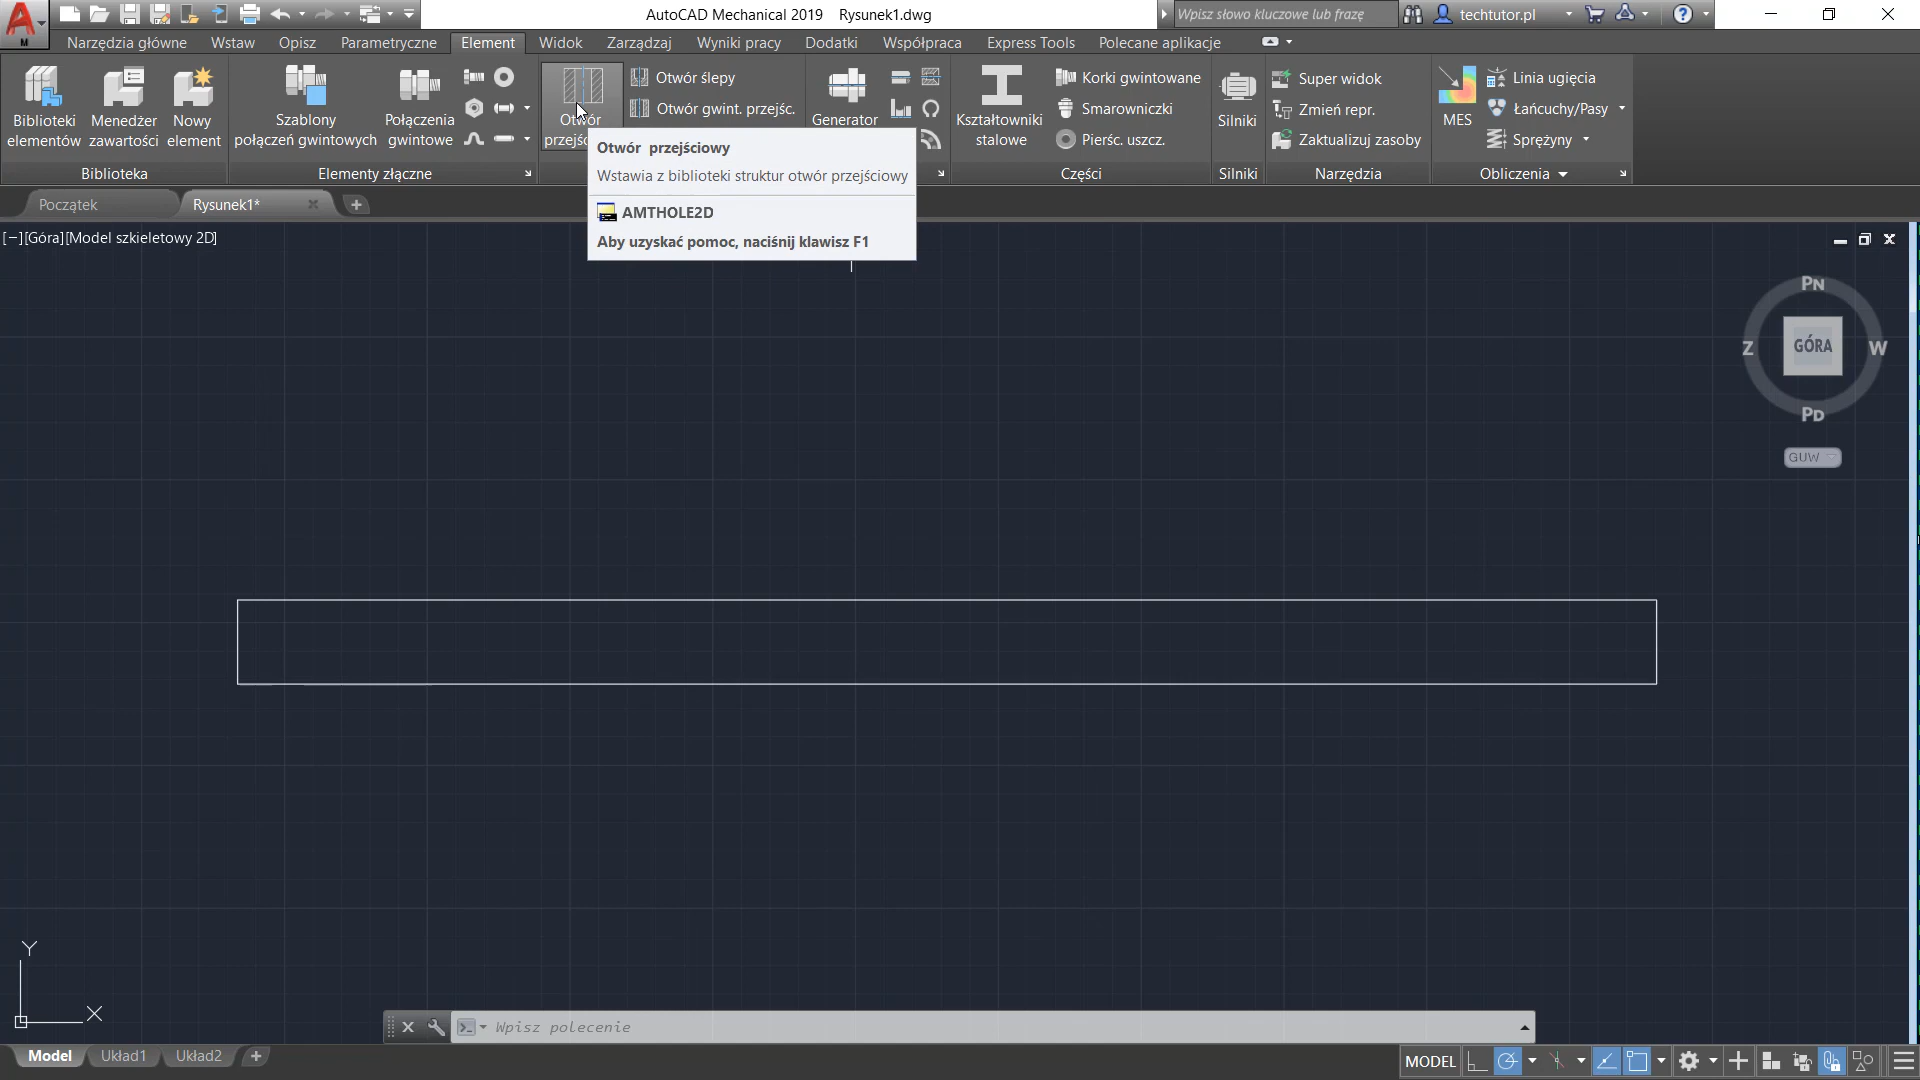 AutoCAD Mechanical 2019 Rysunek1.dwg
Wpisz słowo kluczowe lub frazę
techtutor.pl
Narzędzia główne Wstaw Opisz Parametryczne Element Widok Zarządzaj Wyniki pracy Dodatki Współpraca Express Tools Polecane aplikacje
Biblioteki
elementów
Menedżer
zawartości
Nowy
element
Biblioteka
Szablony
połączeń gwintowych
Połączenia
gwintowe
Elementy złączne
Otwór
przejśc
Otwór ślepy
Otwór gwint. przejśc.
Generator
Kształtowniki
stalowe
Korki gwintowane
Smarowniczki
Pierśc. uszcz.
Części
Silniki
Silniki
Super widok
Zmień repr.
Zaktualizuj zasoby
Narzędzia
MES
Linia ugięcia
Łańcuchy/Pasy
Sprężyny
Obliczenia
Otwór przejściowy
Wstawia z biblioteki struktur otwór przejściowy
AMTHOLE2D
Aby uzyskać pomoc, naciśnij klawisz F1
Początek
Rysunek1*
[−][Góra][Model szkieletowy 2D]
PN
Z
GÓRA
W
PD
GUW
Y
X
Wpisz polecenie
Model Układ1 Układ2
MODEL